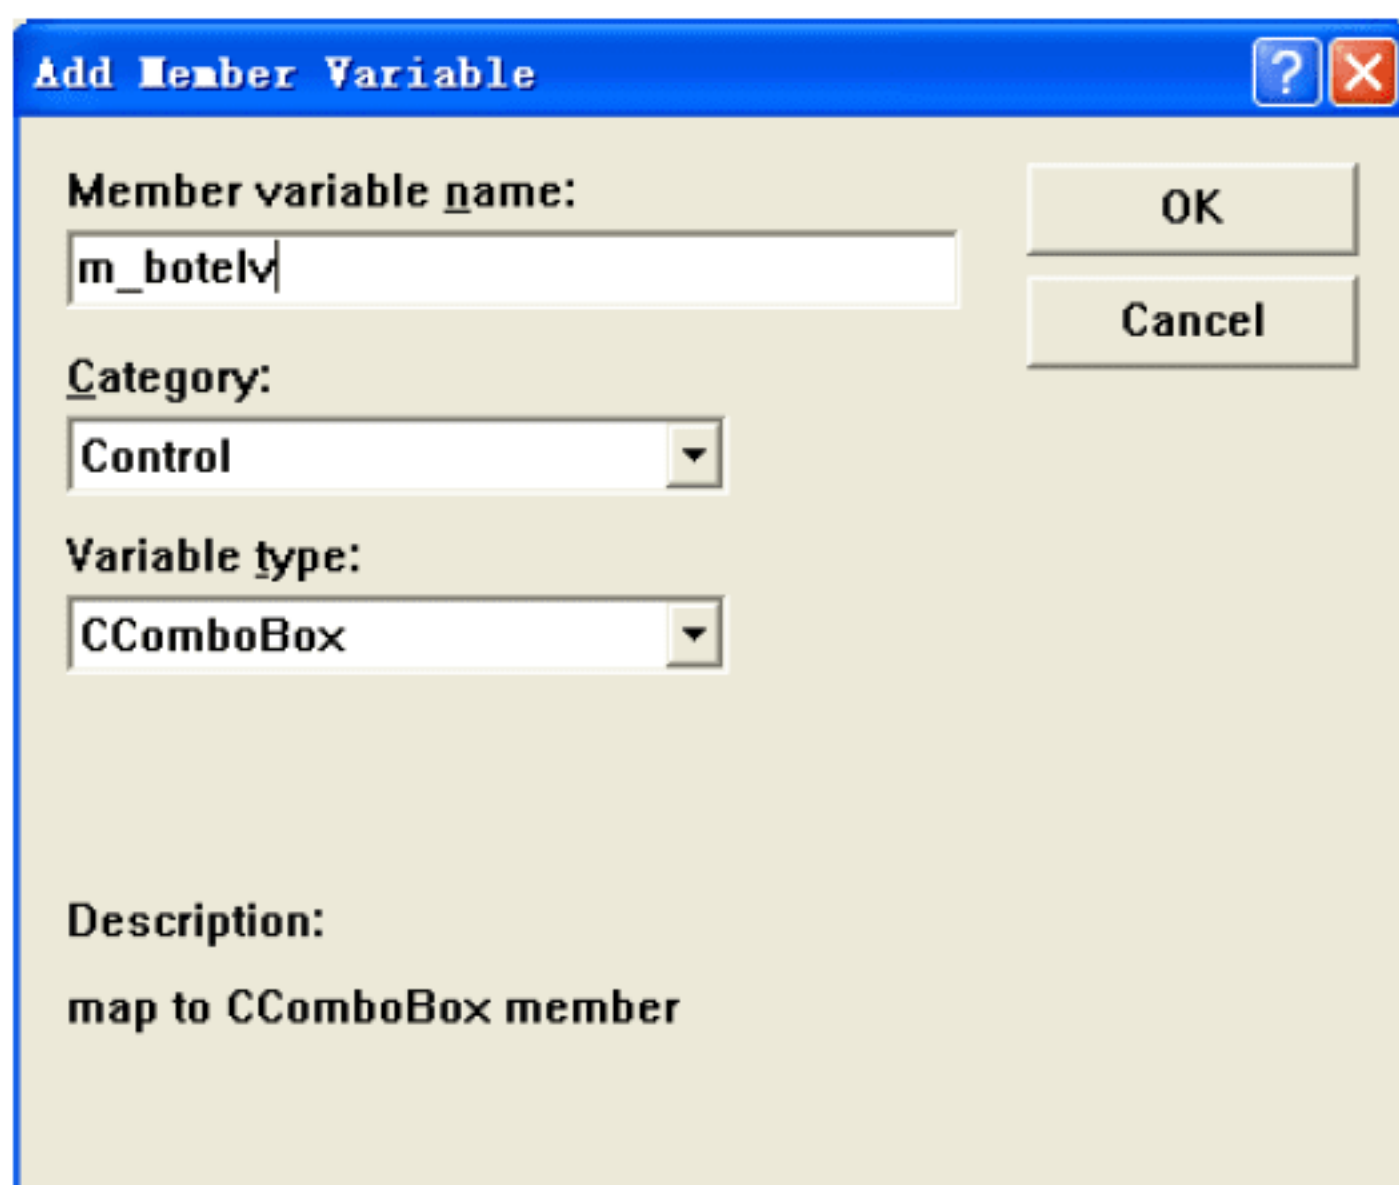 Add Member Variable
Member variable name:
m_botelv
OK
Cancel
Category:
Control
Variable type:
CComboBox
Description:
map to CComboBox member